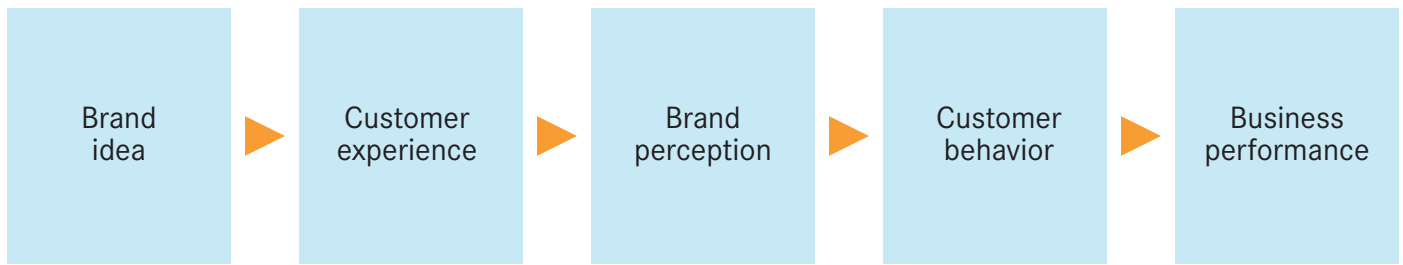 Brand
idea
Customer
experience
Brand
perception
Customer
behavior
Business
performance